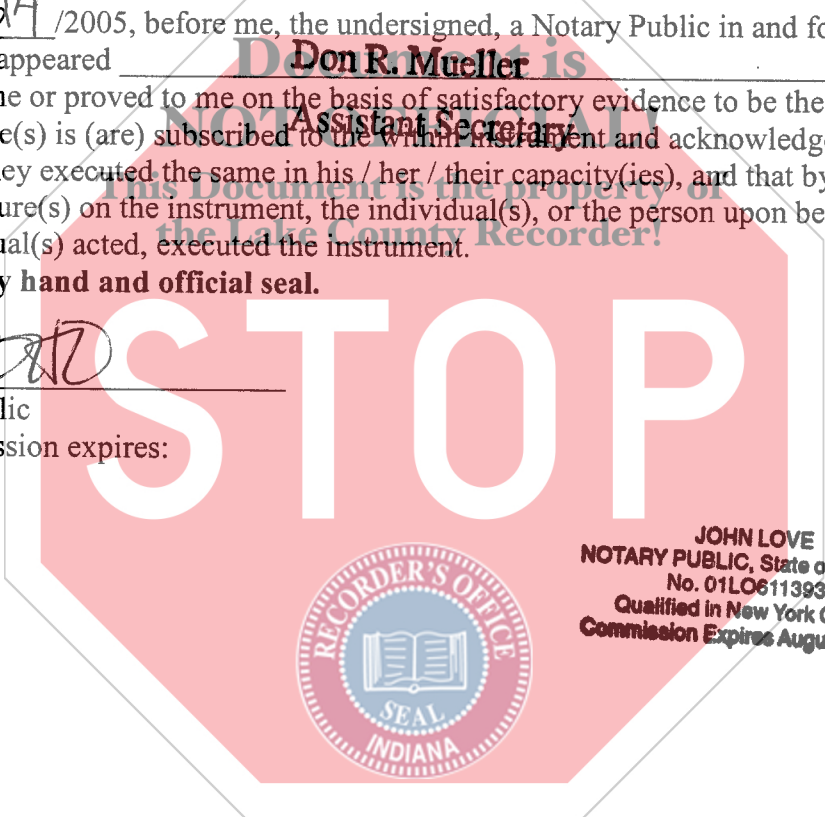 /2005, before me, the undersigned, a Notary Public in and fo
appeared Don R. Mueller
ne or proved to me on the basis of satisfactory evidence to be the
e(s) is (are) subscribed to the within instrument and acknowledge
Assistant Secretary
ey executed the same in his / her / their capacity(ies), and that by
ure(s) on the instrument, the individual(s), or the person upon be
ual(s) acted, executed the instrument.
y hand and official seal.
lic
ssion expires:
Document is
NOT OFFICIAL!
This Document is the property of
the Lake County Recorder!
STOP
JOHN LOVE
NOTARY PUBLIC, State o
No. 01LO611393
Qualified in New York
Commission Expires Augu
RECORDER'S OFFICE
SEAL
INDIANA